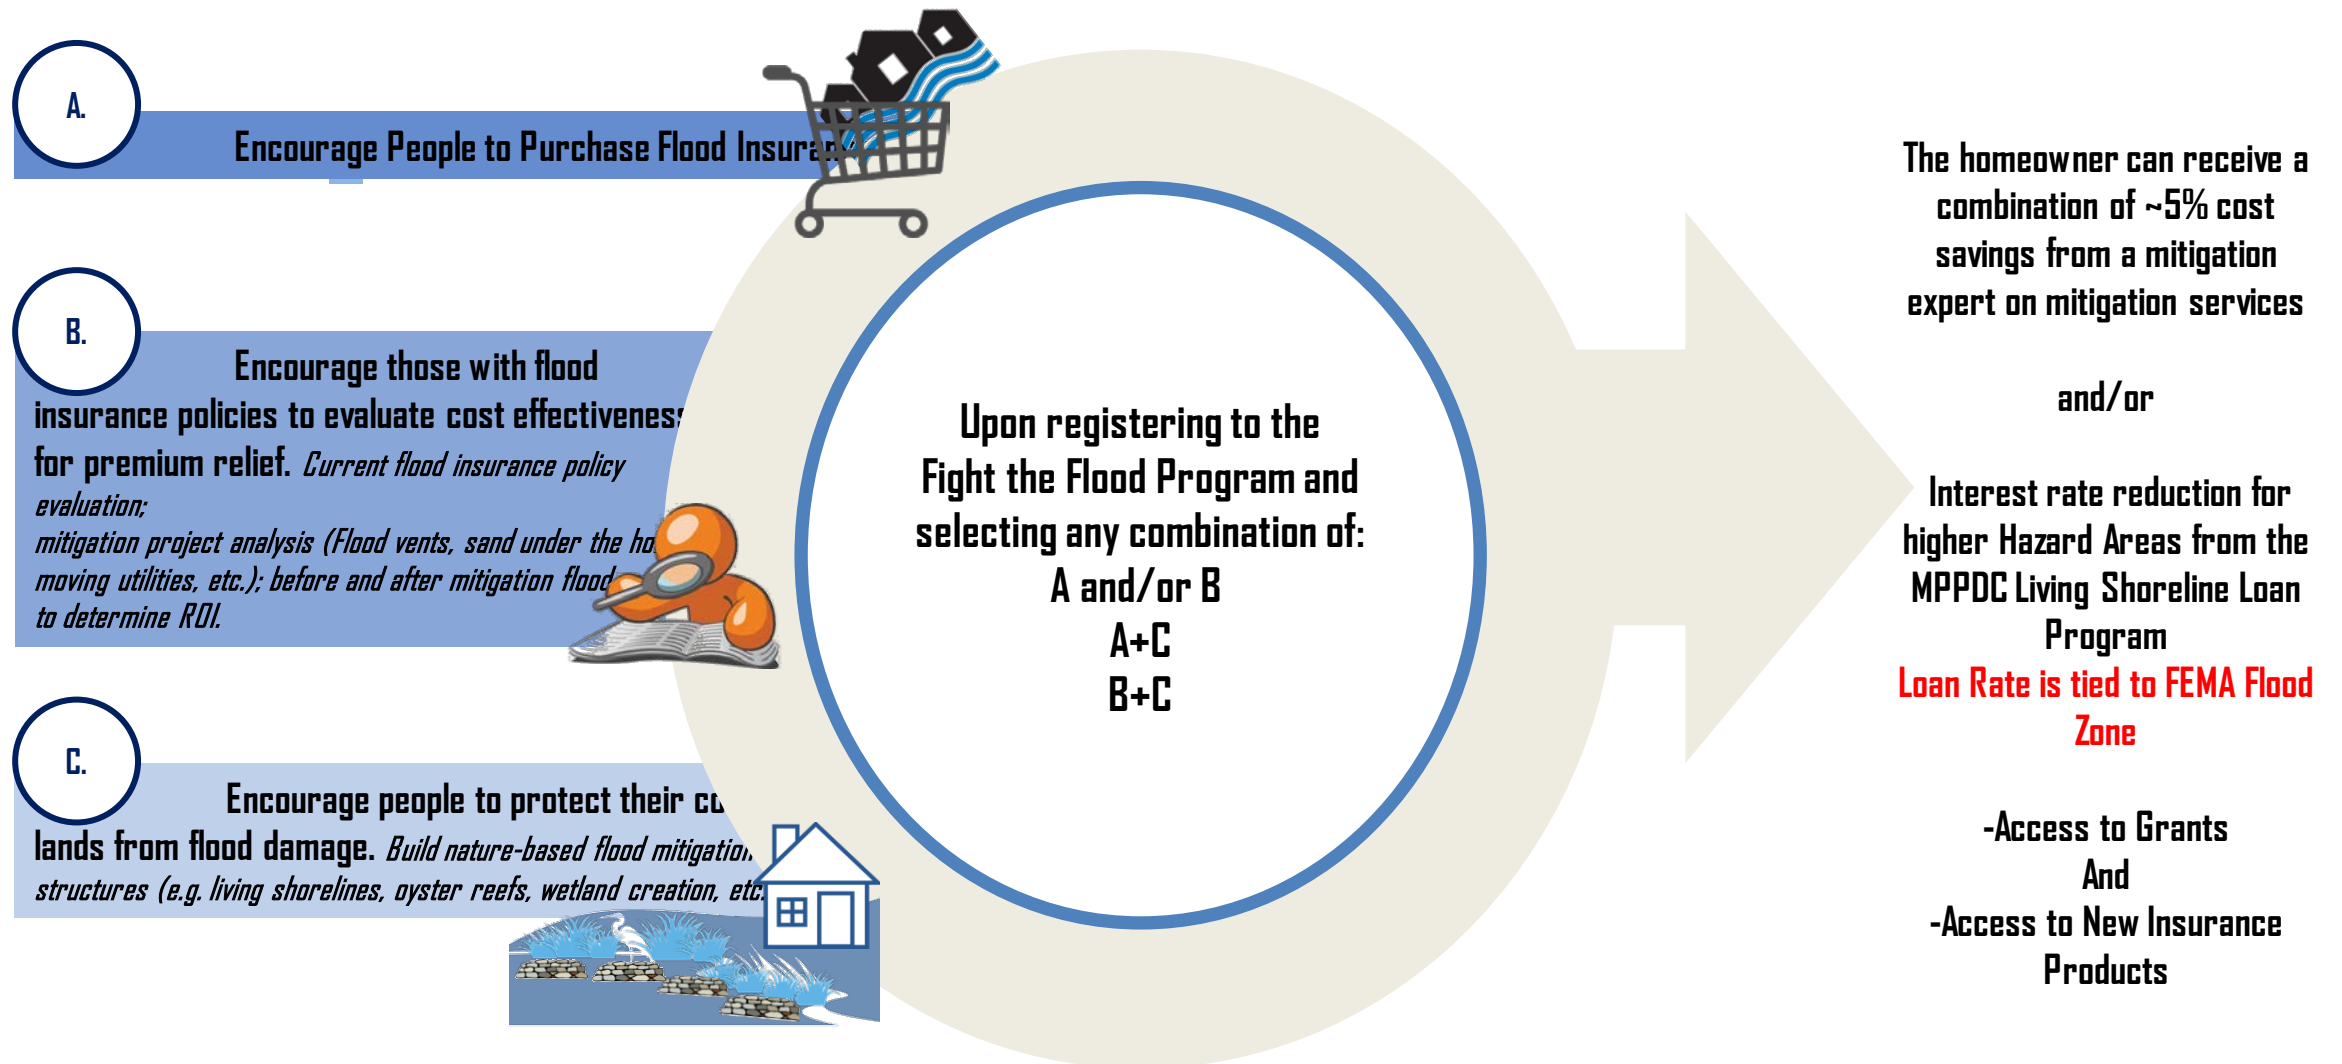 A.
Encourage People to Purchase Flood
B.
Encourage those with flood
insurance policies to evaluate cost effectiveness
for premium relief. Current flood insurance policy
evaluation;
mitigation project analysis (Flood vents, sand under the
moving utilities, etc.); before and after mitigation flood
to determine ROI.
C.
Encourage people to protect their
lands from flood damage. Build nature-based flood mitigation
structures (e.g. living shorelines, oyster reefs, wetland creation, etc.
Upon registering to the
Fight the Flood Program and
selecting any combination of:
A and/or B
A+C
B+C
The homeowner can receive a
combination of ~5% cost
savings from a mitigation
expert on mitigation services
and/or
Interest rate reduction for
higher Hazard Areas from the
MPPDC Living Shoreline Loan
Program
Loan Rate is tied to FEMA Flood
Zone
-Access to Grants
And
-Access to New Insurance
Products